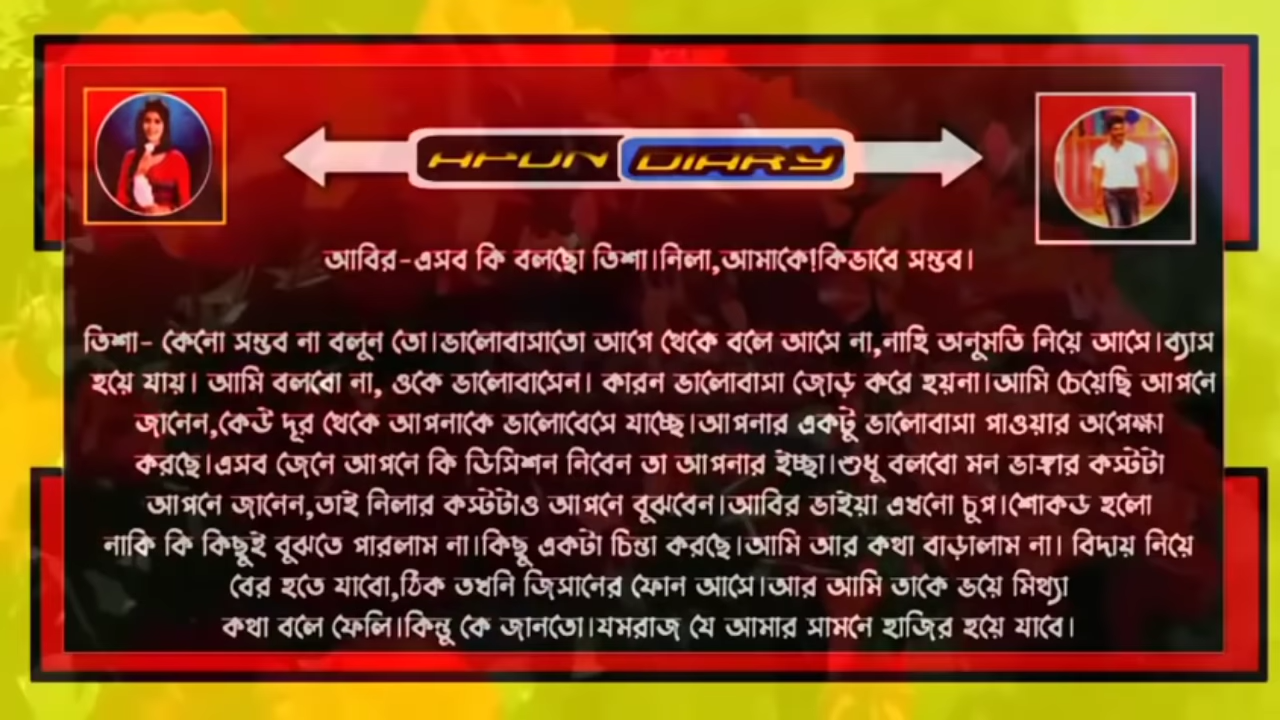 APUN DIARY
আবির-এসব কি বলছো তিশা।নিলা,আমাকে!কিভাবে সম্ভব।
তিশা- কেনো সম্ভব না বলুন তো।ভালোবাসাতো আগে থেকে বলে আসে না,নাহি অনুমতি নিয়ে আসে।ব্যাস
হয়ে যায়। আমি বলবো না, ওকে ভালোবাসেন। কারন ভালোবাসা জোড় করে হয়না।আমি চেয়েছি আপনে
জানেন,কেউ দূর থেকে আপনাকে ভালোবেসে যাচ্ছে।আপনার একটু ভালোবাসা পাওয়ার অপেক্ষা
করছে।এসব জেনে আপনে কি ডিসিশন নিবেন তা আপনার ইচ্ছা।শুধু বলবো মন ভাঙ্গার কস্টটা
আপনে জানেন,তাই নিলার কস্টটাও আপনে বুঝবেন।আবির ভাইয়া এখনো চুপ।শোকড হলো
নাকি কি কিছুই বুঝতে পারলাম না।কিছু একটা চিন্তা করছে।আমি আর কথা বাড়ালাম না। বিদায় নিয়ে
বের হতে যাবো,ঠিক তখনি জিসানের ফোন আসে।আর আমি তাকে ভয়ে মিথ্যা
কথা বলে ফেলি।কিন্তু কে জানতো।যমরাজ যে আমার সামনে হাজির হয়ে যাবে।